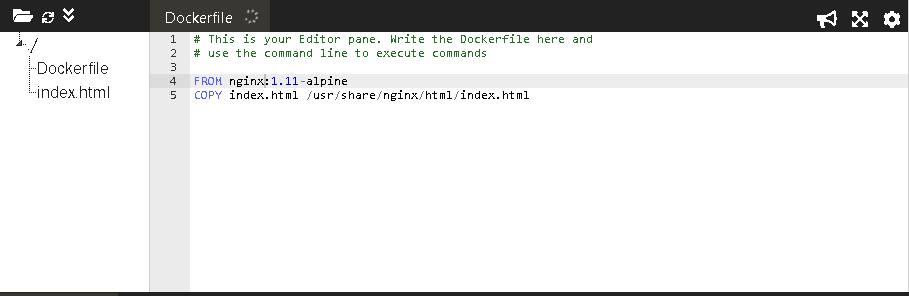 Dockerfile
/
Dockerfile
index.html
1 # This is your Editor pane. Write the Dockerfile here and
2 # use the command line to execute commands
3
4 FROM nginx:1.11-alpine
5 COPY index.html /usr/share/nginx/html/index.html